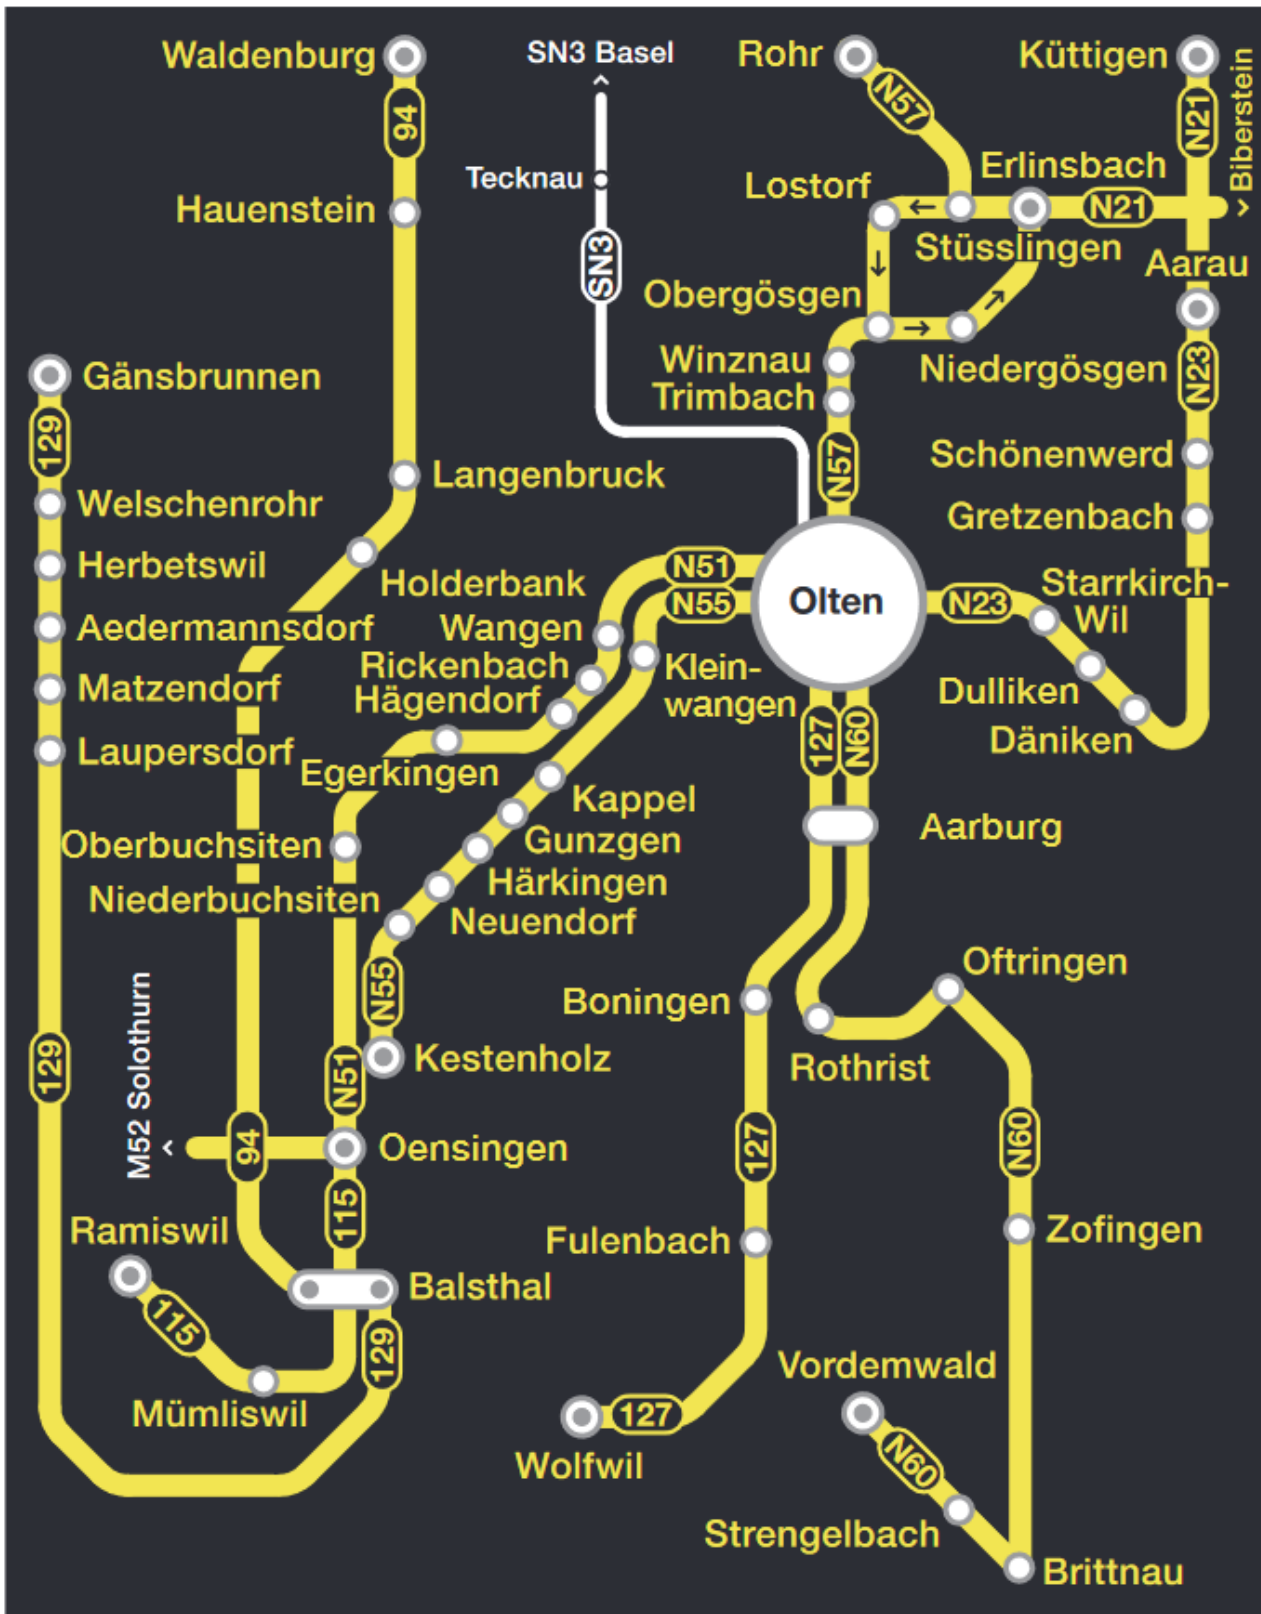 Waldenburg
SN3 Basel
Rohr
Küttigen
94
N57
N21
Biberstein
Tecknau
Erlinsbach
Lostorf
N21
Hauenstein
Stüsslingen
SN3
Aarau
Obergösgen
Winznau
Niedergösgen
N23
Gänsbrunnen
Trimbach
129
N57
Schönenwerd
Langenbruck
Welschenrohr
Gretzenbach
Herbetswil
Holderbank
N51
Starrkirch-
Wil
N55
Olten
N23
Aedermannsdorf
Wangen
Rickenbach
Klein-
wangen
Matzendorf
Hägendorf
Dulliken
Däniken
127
N60
Laupersdorf
Egerkingen
Kappel
Aarburg
Oberbuchsiten
Gunzgen
Niederbuchsiten
Härkingen
Neuendorf
Oftringen
N55
Boningen
M52 Solothurn
129
N51
Kestenholz
Rothrist
94
Oensingen
127
N60
115
Ramiswil
Fulenbach
Zofingen
Balsthal
115
129
Mümliswil
Vordemwald
127
Wolfwil
N60
Strengelbach
Brittnau